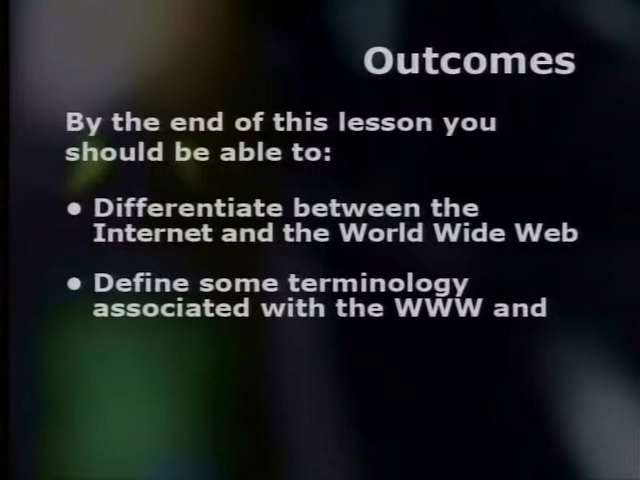 Outcomes
By the end of this lesson you
should be able to:
• Differentiate between the
Internet and the World Wide Web
• Define some terminology
associated with the WWW and